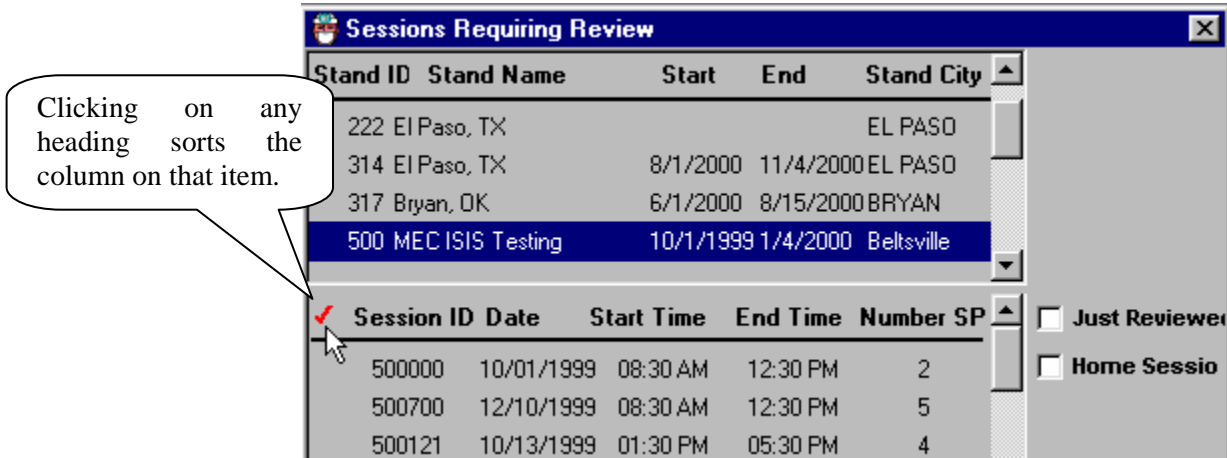 Sessions Requiring Review
Stand ID Stand Name Start End Stand City
Clicking on any
heading sorts the
column on that item.
222 El Paso, TX EL PASO
314 El Paso, TX 8/1/2000 11/4/2000 EL PASO
317 Bryan, OK 6/1/2000 8/15/2000 BRYAN
500 MEC ISIS Testing 10/1/1999 1/4/2000 Beltsville
Session ID Date Start Time End Time Number SP
Just Reviewe
Home Sessio
500000 10/01/1999 08:30 AM 12:30 PM 2
500700 12/10/1999 08:30 AM 12:30 PM 5
500121 10/13/1999 01:30 PM 05:30 PM 4